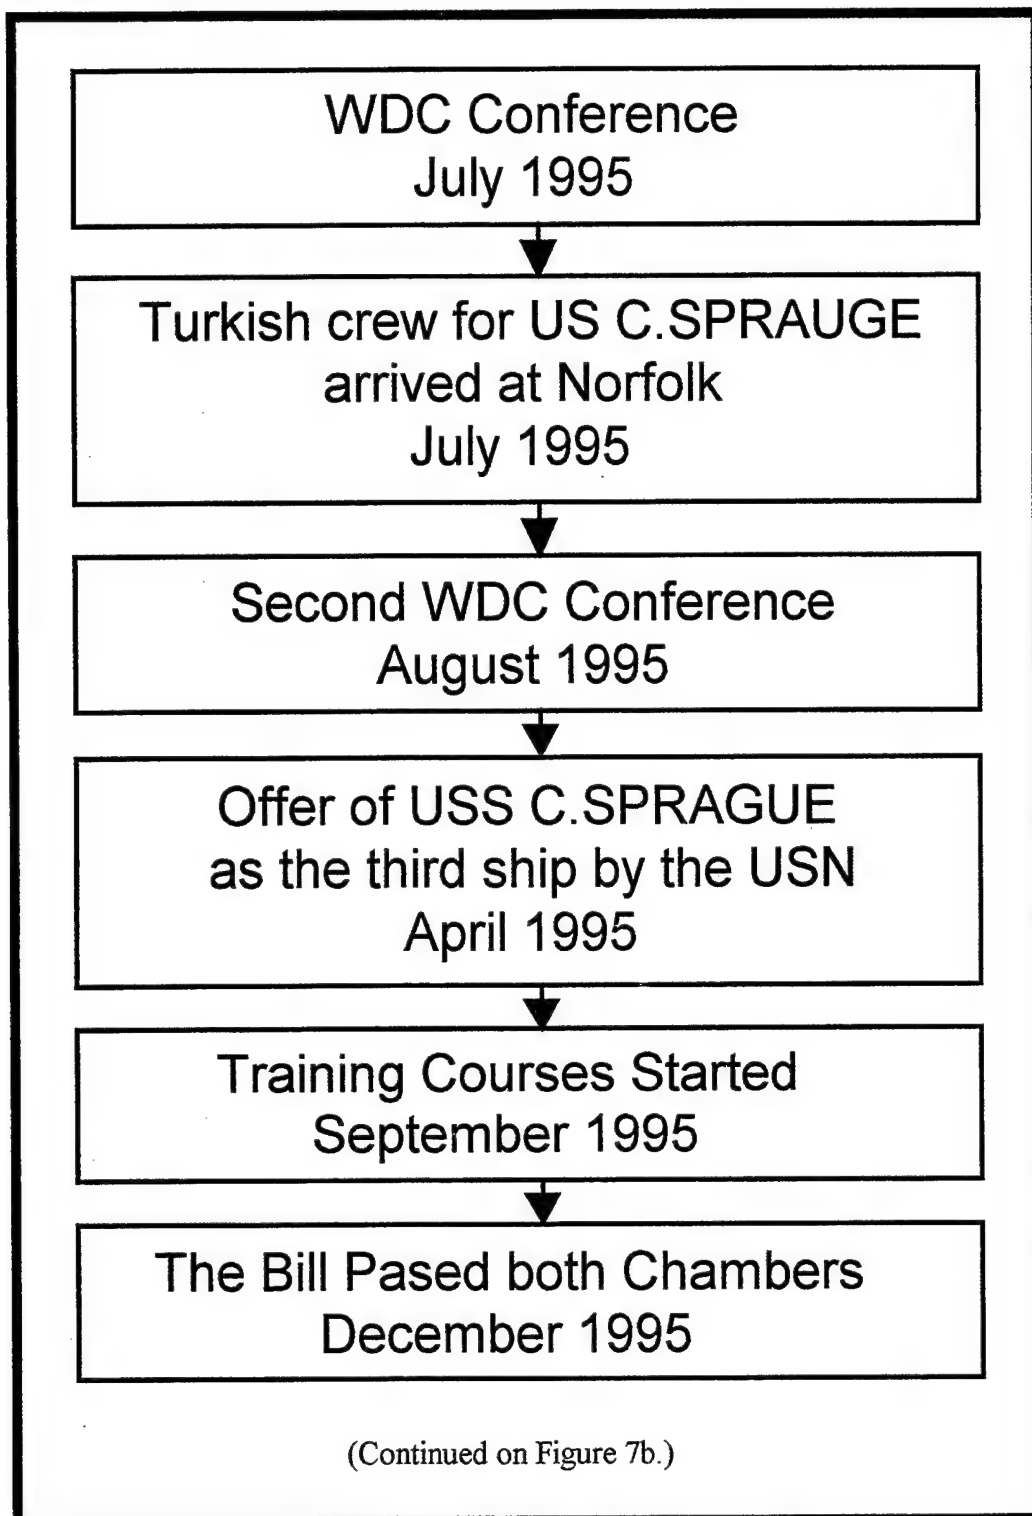 WDC Conference
July 1995
Turkish crew for US C.SPRAUGE
arrived at Norfolk
July 1995
Second WDC Conference
August 1995
Offer of USS C.SPRAGUE
as the third ship by the USN
April 1995
Training Courses Started
September 1995
The Bill Pased both Chambers
December 1995
(Continued on Figure 7b.)